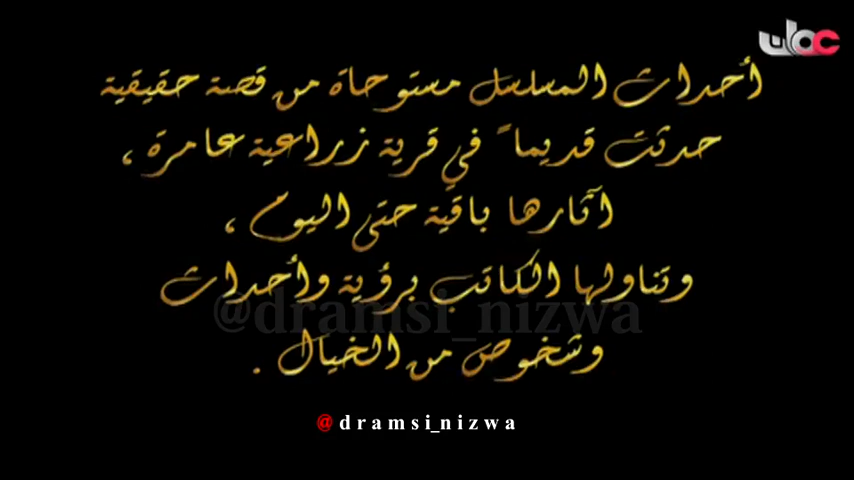 عمان
أحداث المسلسل مستوحاة من قصة حقيقية
حدثت قديماً في قرية زراعية عامرة ،
آثارها باقية حتى اليوم ،
وتناولها الكاتب برؤية وأحداث
@dramsi_nizwa
وشخوص من الخيال .
@dramsi_nizwa